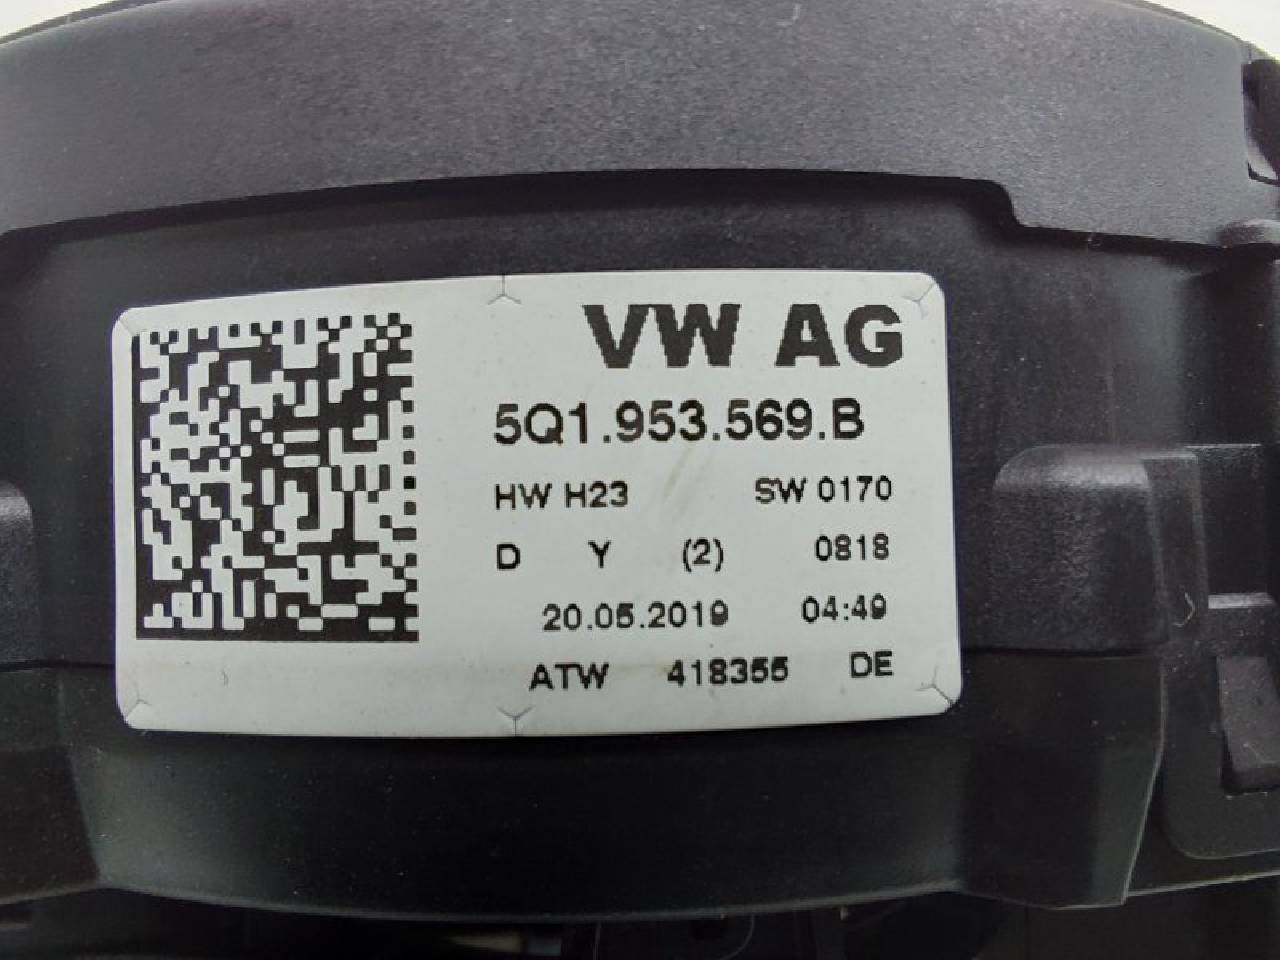 VW AG
5Q1.953.569.B
HW H23 SW 0170
D Y (2) 0818
20.05.2019 04:49
ATW 418355 DE